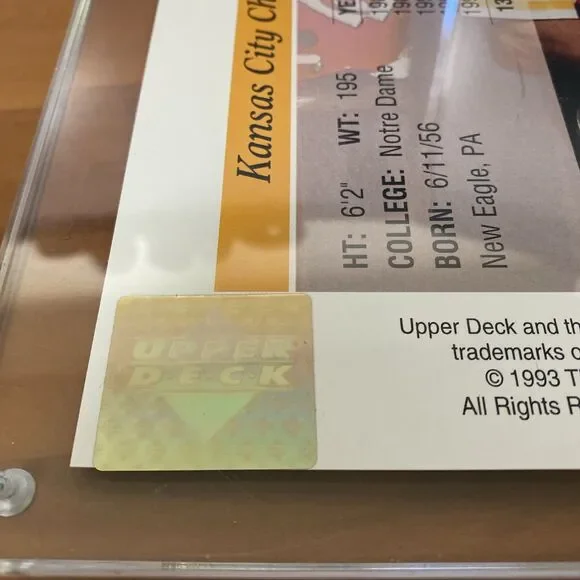 Kansas City Ch
HT: 6'2" WT: 195
COLLEGE: Notre Dame
BORN: 6/11/56
New Eagle, PA
UPPER
DECK
Upper Deck and th
trademarks o
© 1993 T
All Rights R